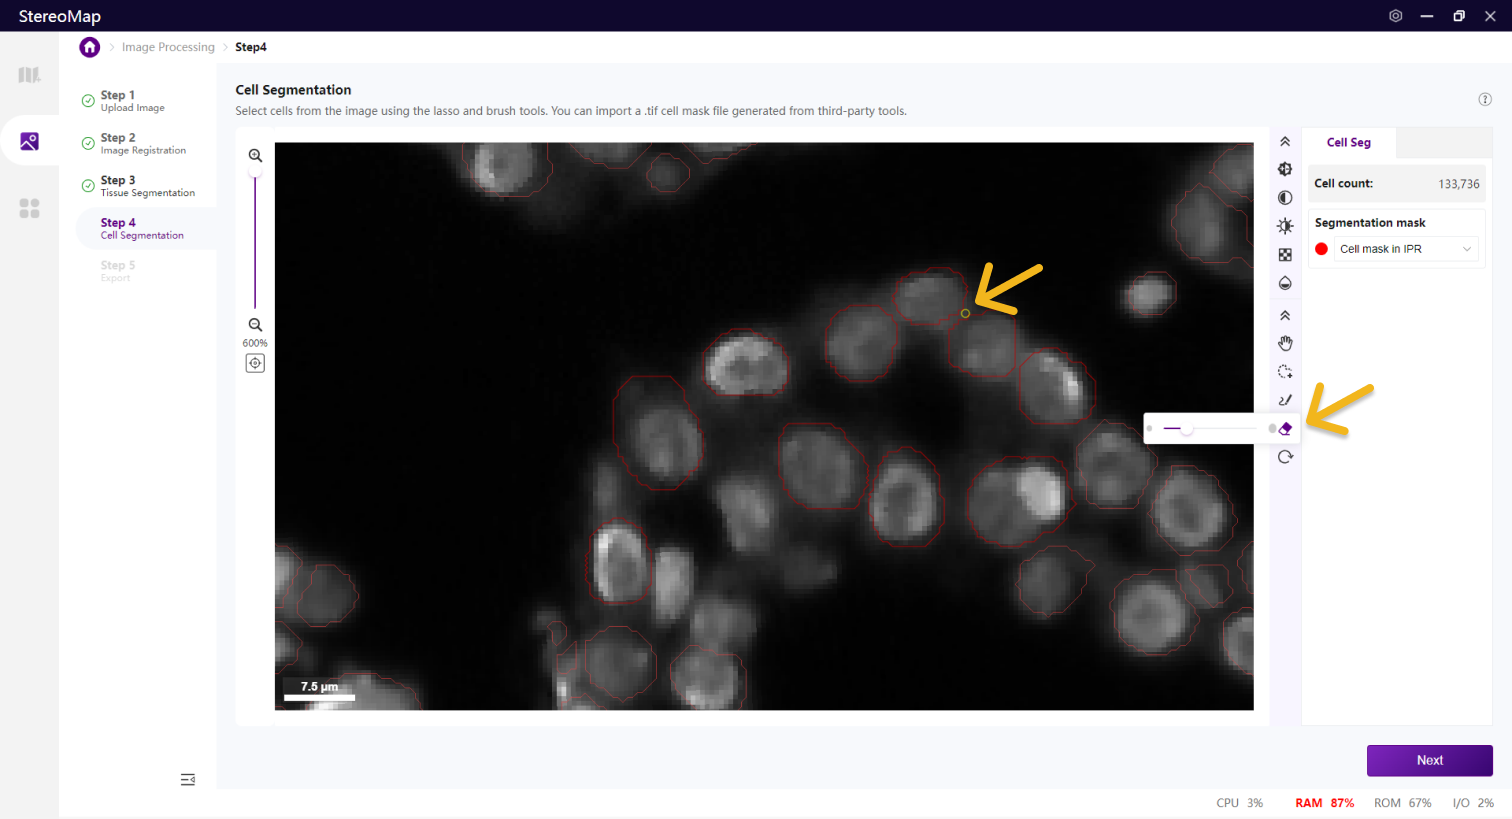 StereoMap
Image Processing
Step4
Step 1
Upload Image
Step 2
Image Registration
Step 3
Tissue Segmentation
Step 4
Cell Segmentation
Step 5
Export
Cell Segmentation
Select cells from the image using the lasso and brush tools. You can import a .tif cell mask file generated from third-party tools.
600%
7.5 μm
Cell Seg
Cell count: 133,736
Segmentation mask
Cell mask in IPR
Next
CPU 3% RAM 87% ROM 67% I/O 2%